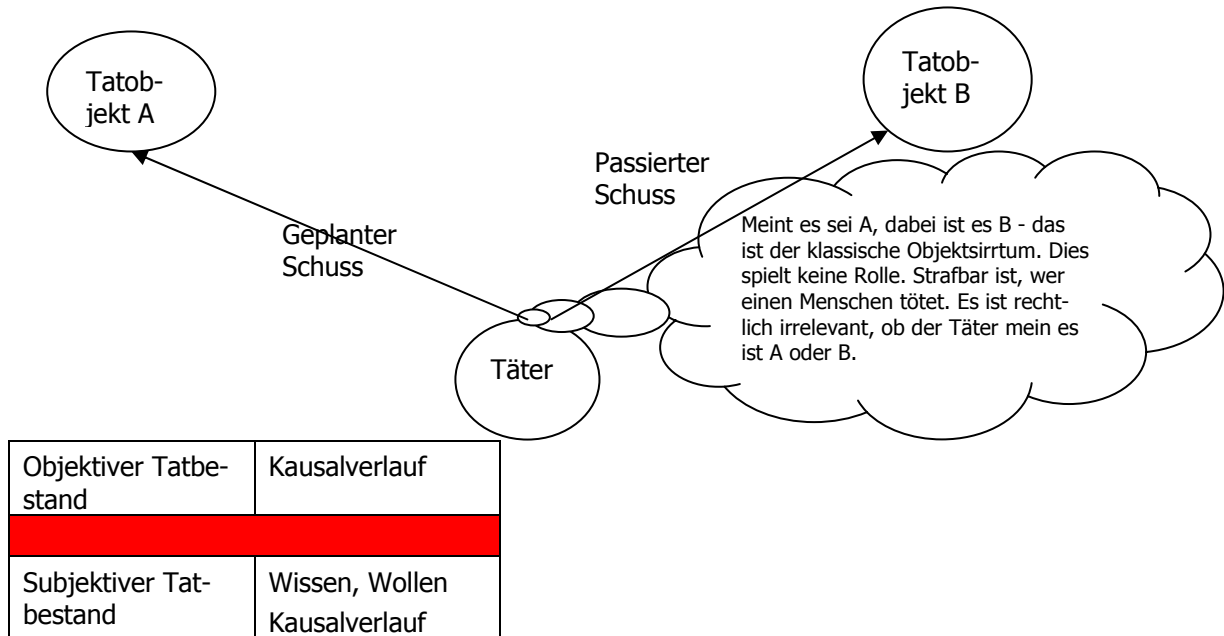 Tatob-
jekt A
Tatob-
jekt B
Passierter
Schuss
Geplanter
Schuss
Meint es sei A, dabei ist es B - das
ist der klassische Objektsirrtum. Dies
spielt keine Rolle. Strafbar ist, wer
einen Menschen tötet. Es ist recht-
lich irrelevant, ob der Täter mein es
ist A oder B.
Täter
Objektiver Tatbe-
stand
Kausalverlauf
Subjektiver Tat-
bestand
Wissen, Wollen
Kausalverlauf